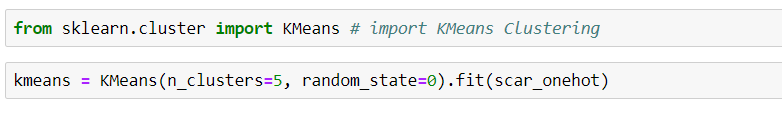 from sklearn.cluster import KMeans # import KMeans Clustering
kmeans = KMeans(n_clusters=5, random_state=0).fit(scar_onehot)